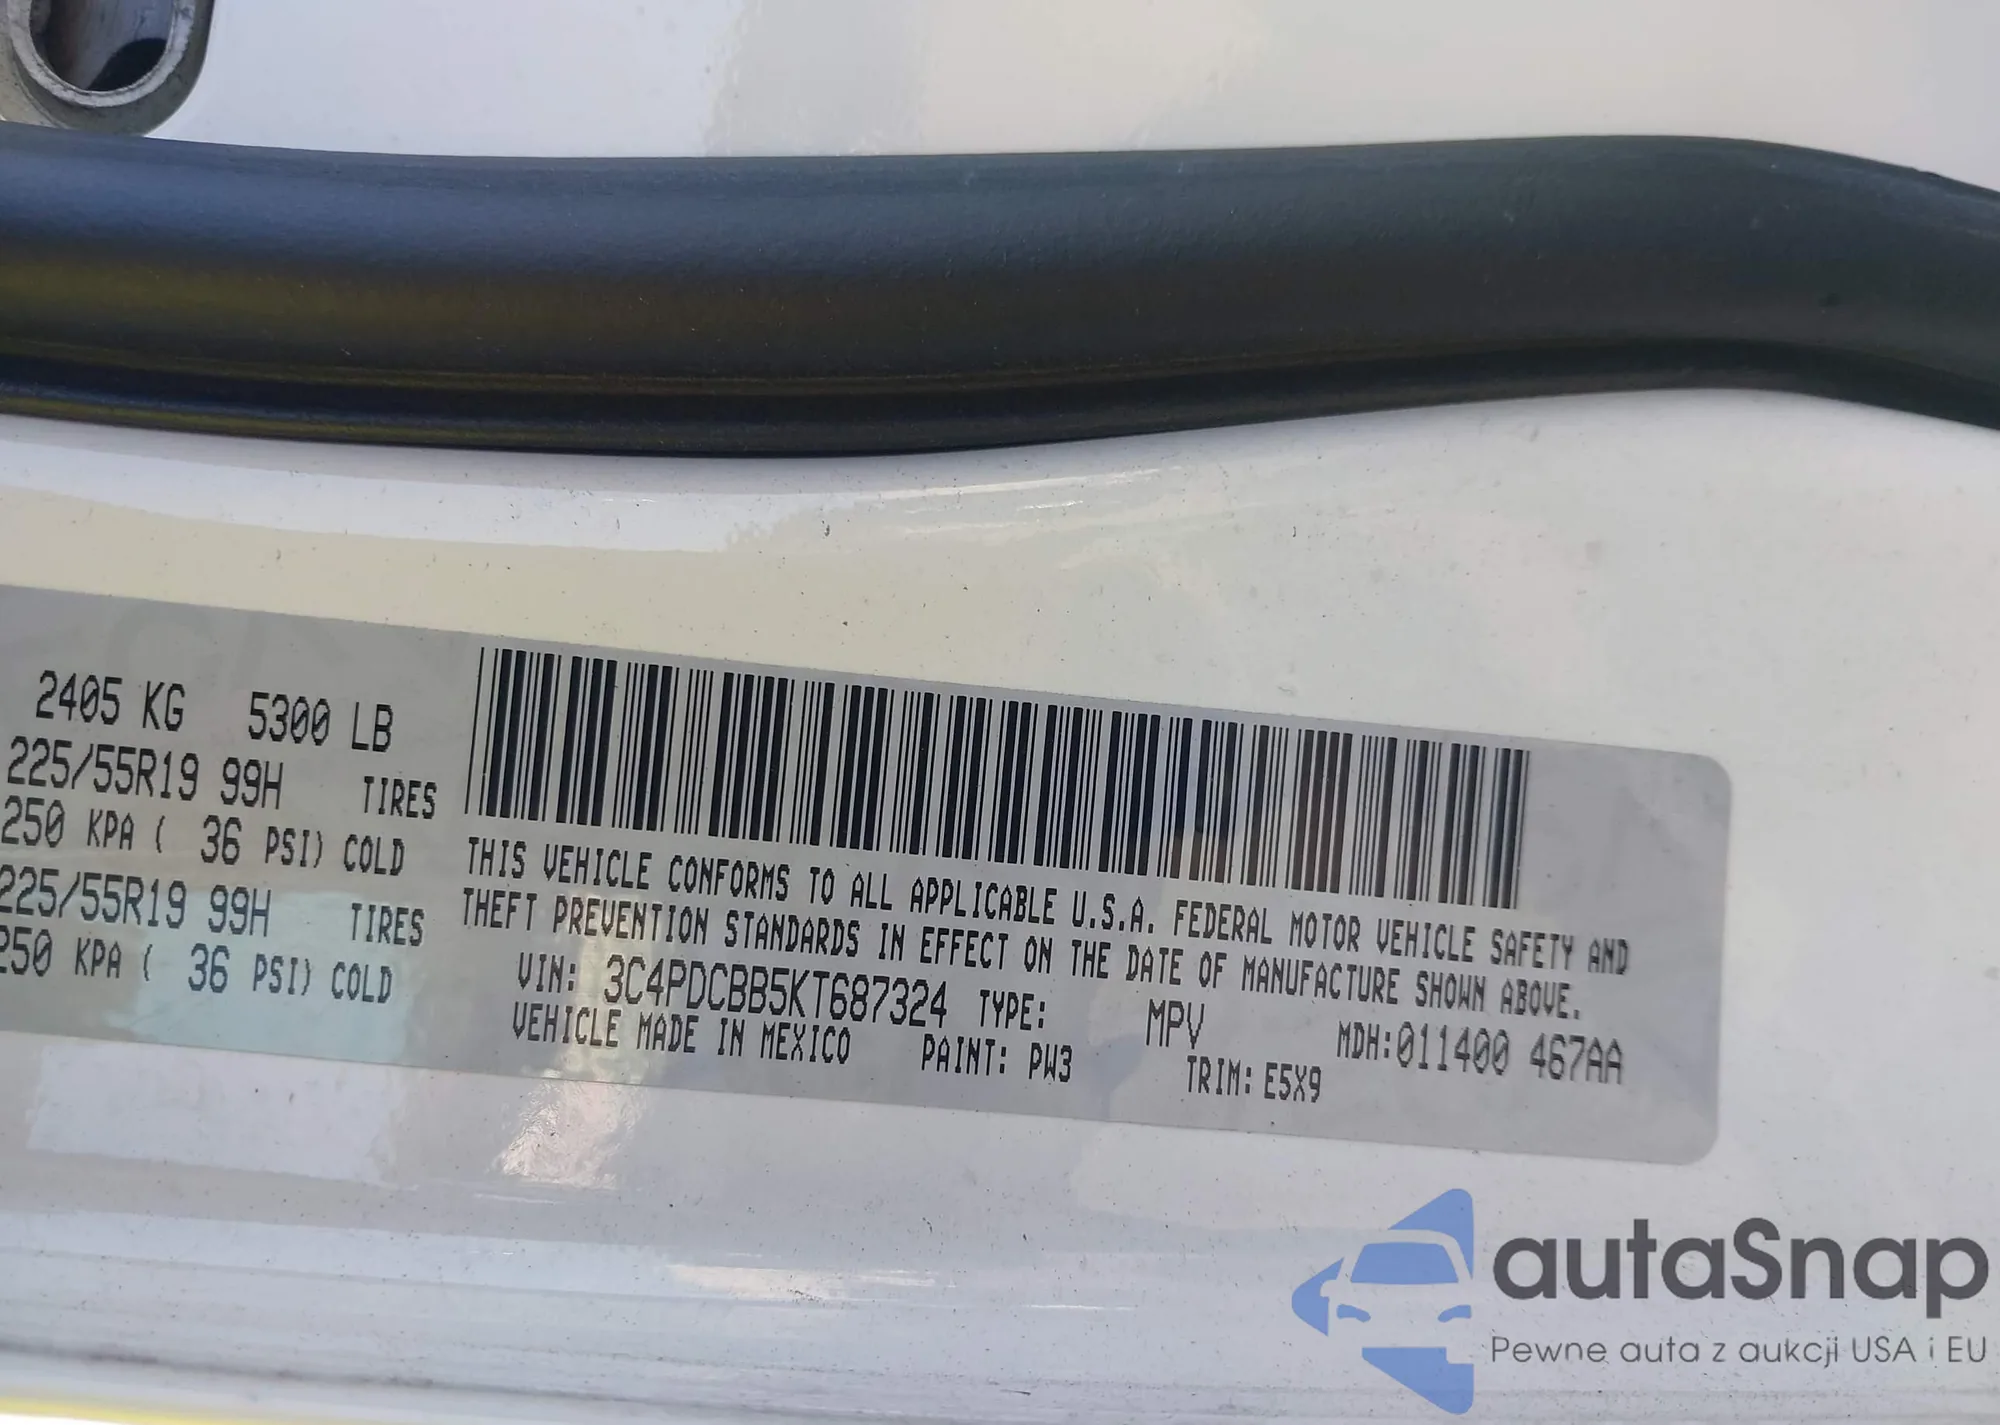 2405 KG 5300 LB
225/55R19 99H TIRES
250 KPA ( 36 PSI) COLD
225/55R19 99H TIRES
250 KPA ( 36 PSI) COLD
THIS VEHICLE CONFORMS TO ALL APPLICABLE U.S.A. FEDERAL MOTOR VEHICLE SAFETY AND
THEFT PREVENTION STANDARDS IN EFFECT ON THE DATE OF MANUFACTURE SHOWN ABOVE.
VIN: 3C4PDCBB5KT687324 TYPE: MPV MDH:011400 467AA
VEHICLE MADE IN MEXICO PAINT: PW3 TRIM: E5X9
autaSnap
Pewne auta z aukcji USA i EU